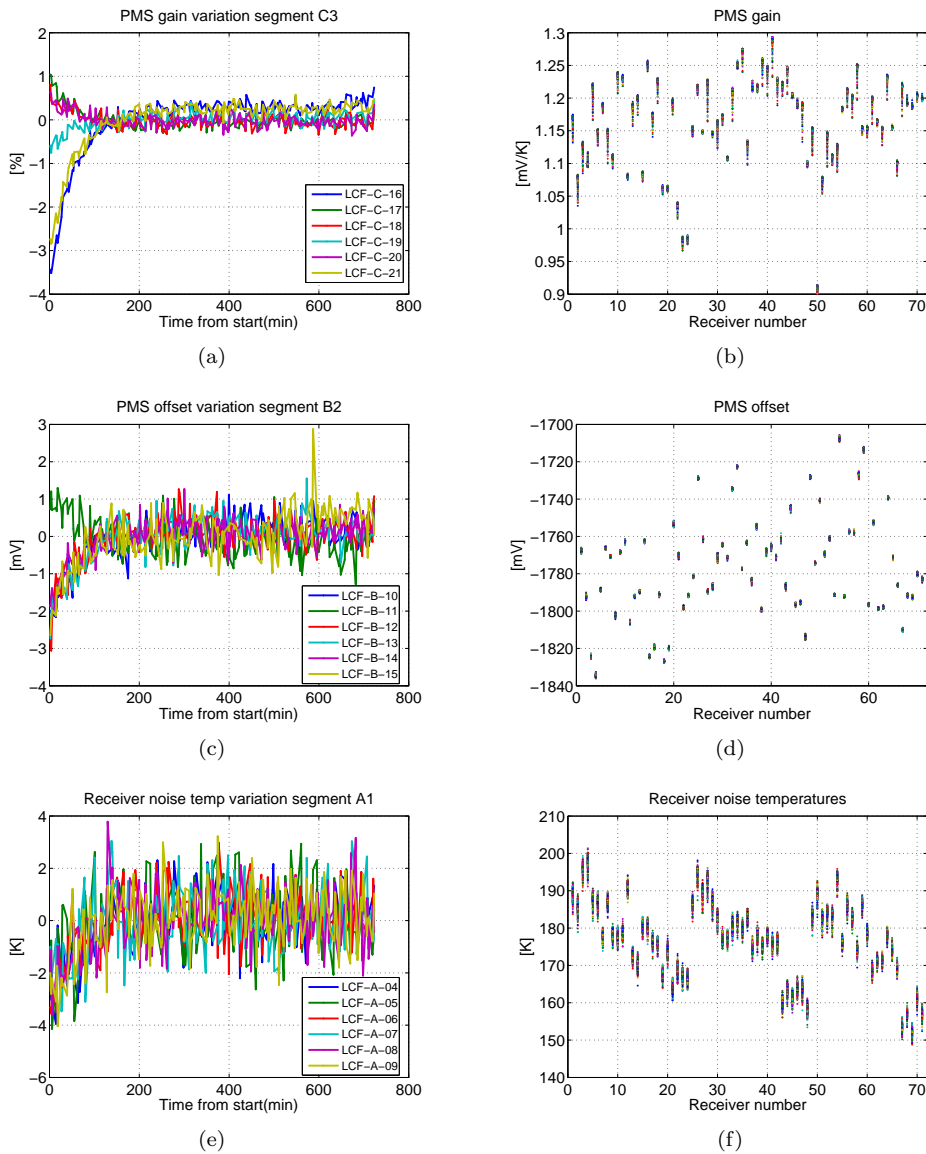 PMS gain variation segment C3
2
1
0
−1
−2
−3
−4
[%]
LCF−C−16
LCF−C−17
LCF−C−18
LCF−C−19
LCF−C−20
LCF−C−21
0 200 400 600 800
Time from start(min)
(a)
PMS gain
1.3
1.25
1.2
1.15
1.1
1.05
1
0.95
0.9
[mV/K]
0 10 20 30 40 50 60 70
Receiver number
(b)
PMS offset variation segment B2
3
2
1
0
−1
−2
−3
−4
[mV]
LCF−B−10
LCF−B−11
LCF−B−12
LCF−B−13
LCF−B−14
LCF−B−15
0 200 400 600 800
Time from start(min)
(c)
PMS offset
−1700
−1720
−1740
−1760
−1780
−1800
−1820
−1840
[mV]
0 20 40 60
Receiver number
(d)
Receiver noise temp variation segment A1
4
2
0
−2
−4
−6
[K]
LCF−A−04
LCF−A−05
LCF−A−06
LCF−A−07
LCF−A−08
LCF−A−09
0 200 400 600 800
Time from start(min)
(e)
Receiver noise temperatures
210
200
190
180
170
160
150
140
[K]
0 10 20 30 40 50 60 70
Receiver number
(f)